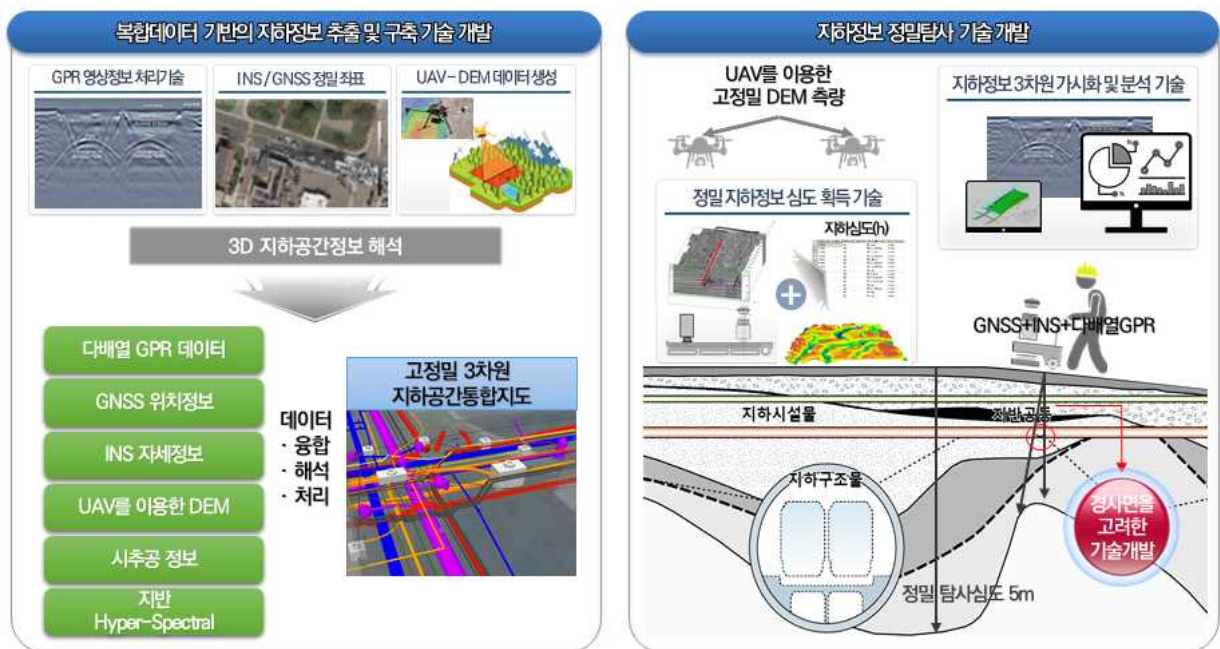 복합데이터 기반의 지하정보 추출 및 구축 기술 개발
GPR 영상정보 처리기술
INS / GNSS 정밀 좌표
UAV-DEM 데이터 생성
3D 지하공간정보 해석
다배열 GPR 데이터
GNSS 위치정보
INS 자세정보
UAV를 이용한 DEM
시추공 정보
지반
Hyper-Spectral
데이터
· 융합
· 해석
· 처리
고정밀 3차원
지하공간통합지도
지하정보 정밀탐사 기술 개발
UAV를 이용한
고정밀 DEM 측량
지하정보 3차원 가시화 및 분석 기술
정밀 지하정보 심도 획득 기술
지하심도(h)
GNSS+INS+다배열GPR
지하시설물
지반공동
지하구조물
경사면을
고려한
기술개발
정밀 탐사심도 5m